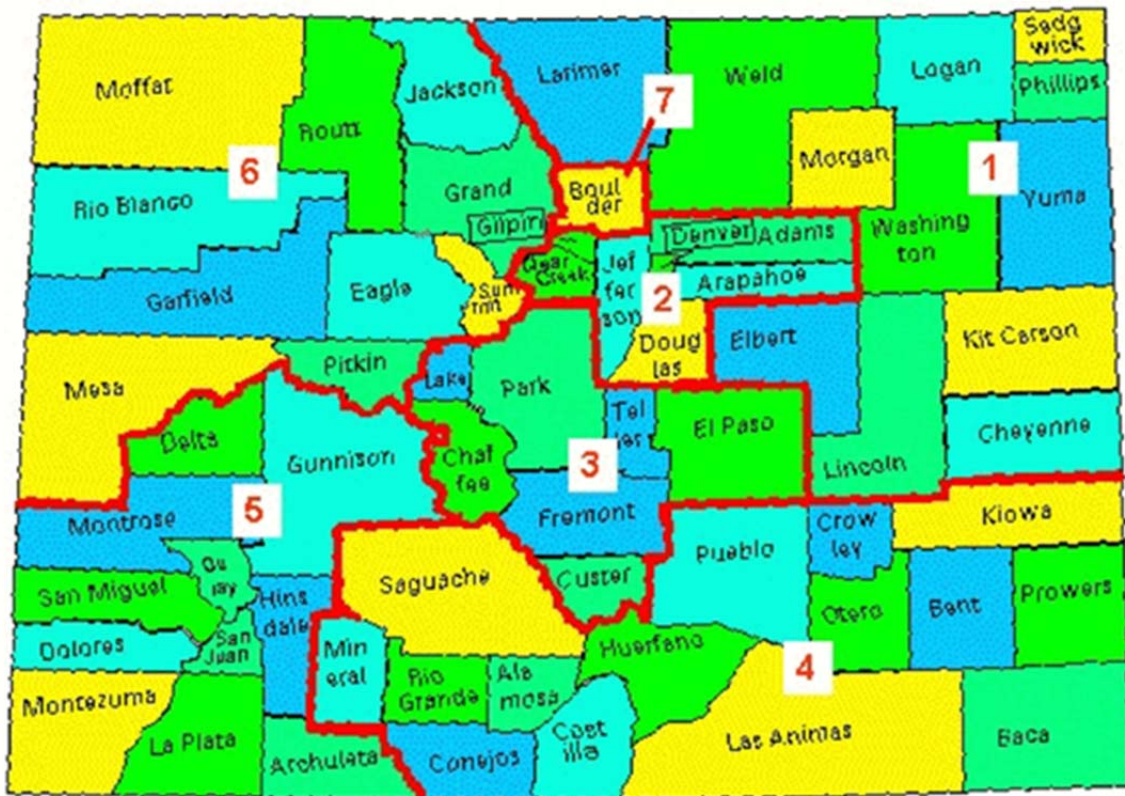 Moffat
Routt
Jackson
Larimer
7
Weld
Logan
Sedg
wick
Phillips
6
Rio Blanco
Grand
Gilpin
Boul
der
Morgan
1
Yuma
Washing
ton
Garfield
Eagle
Sum
mit
Clear
Creek
Jef
fer
son
2
Denver
Adams
Arapahoe
Doug
las
Elbert
Kit Carson
Mesa
Pitkin
Lake
Park
Tel
ler
El Paso
Lincoln
Cheyenne
Delta
Gunnison
Chaf
fee
3
Fremont
5
Montrose
Pueblo
Crow
ley
Kiowa
San Miguel
Ou
ray
Hins
dale
Saguache
Custer
Otero
Bent
Prowers
Dolores
San
Juan
Min
eral
Rio
Grande
Ala
mosa
Huerfano
4
Montezuma
La Plata
Archuleta
Conejos
Cost
illa
Las Animas
Baca